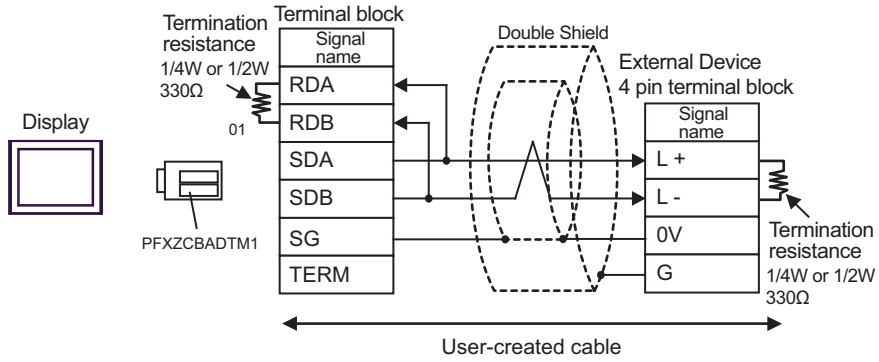 Display
PFXZCBADTM1
Termination
resistance
1/4W or 1/2W
330Ω
01
Terminal block
Signal
name
RDA
RDB
SDA
SDB
SG
TERM
Double Shield
External Device
4 pin terminal block
Signal
name
L +
L -
0V
G
Termination
resistance
1/4W or 1/2W
330Ω
User-created cable